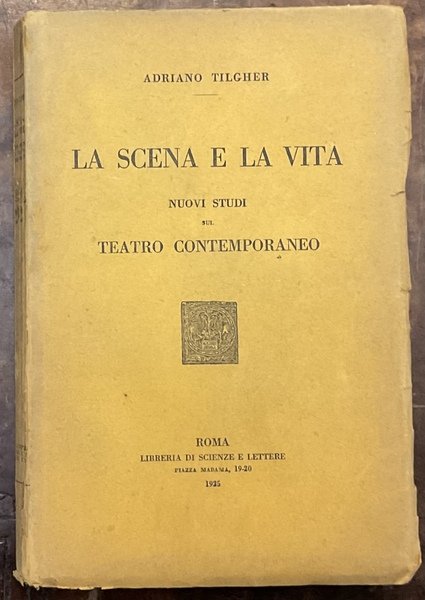 ADRIANO TILGHER
LA SCENA E LA VITA
NUOVI STUDI
SUL
TEATRO CONTEMPORANEO
ROMA
LIBRERIA DI SCIENZE E LETTERE
PIAZZA MADAMA, 19-20
1925